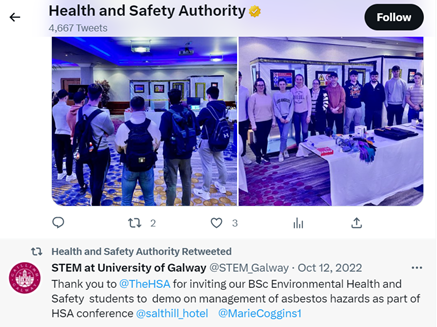 Health and Safety Authority
Follow
4,667 Tweets
2
3
Health and Safety Authority Retweeted
STEM at University of Galway @STEM_Galway · Oct 12, 2022
Thank you to @TheHSA for inviting our BSc Environmental Health and
Safety students to demo on management of asbestos hazards as part of
HSA conference @salthill_hotel @MarieCoggins1